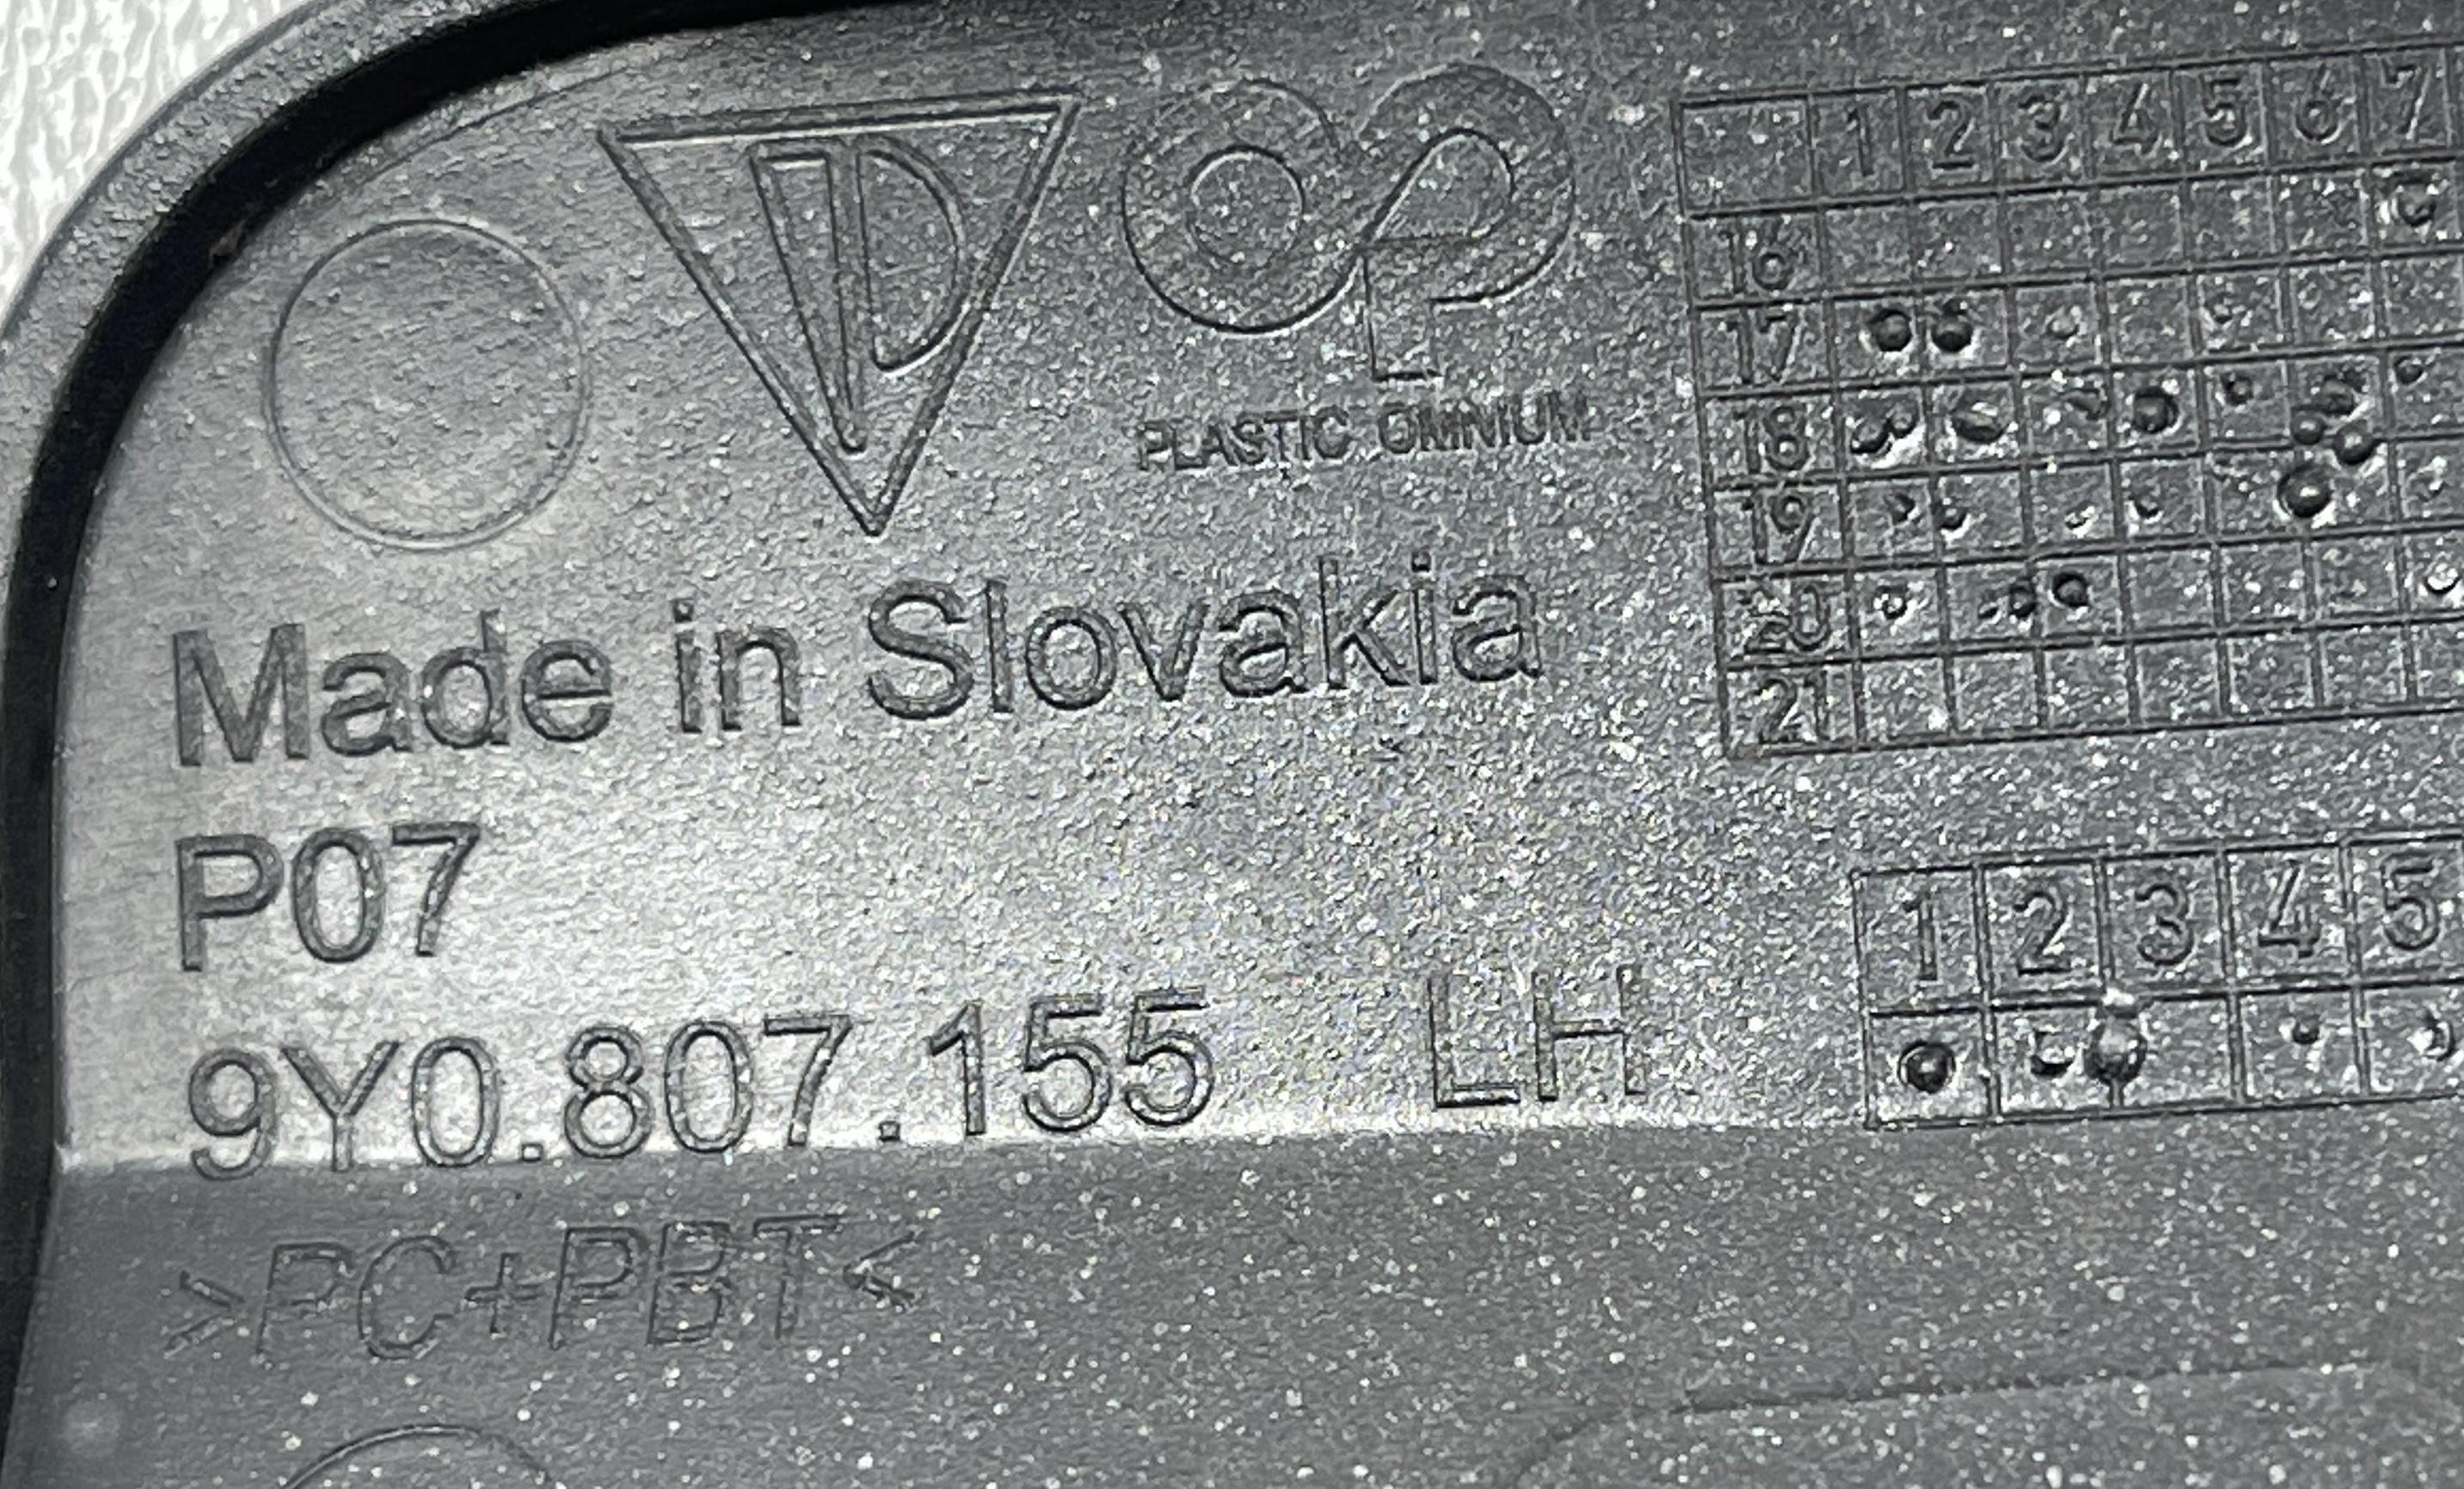 PLASTIC OMNIUM
Made in Slovakia
P07
9Y0.807.155 LH
>PC+PBT<
1 2 3 4 5 6 7
16
17
18
19
20
21
1 2 3 4 5